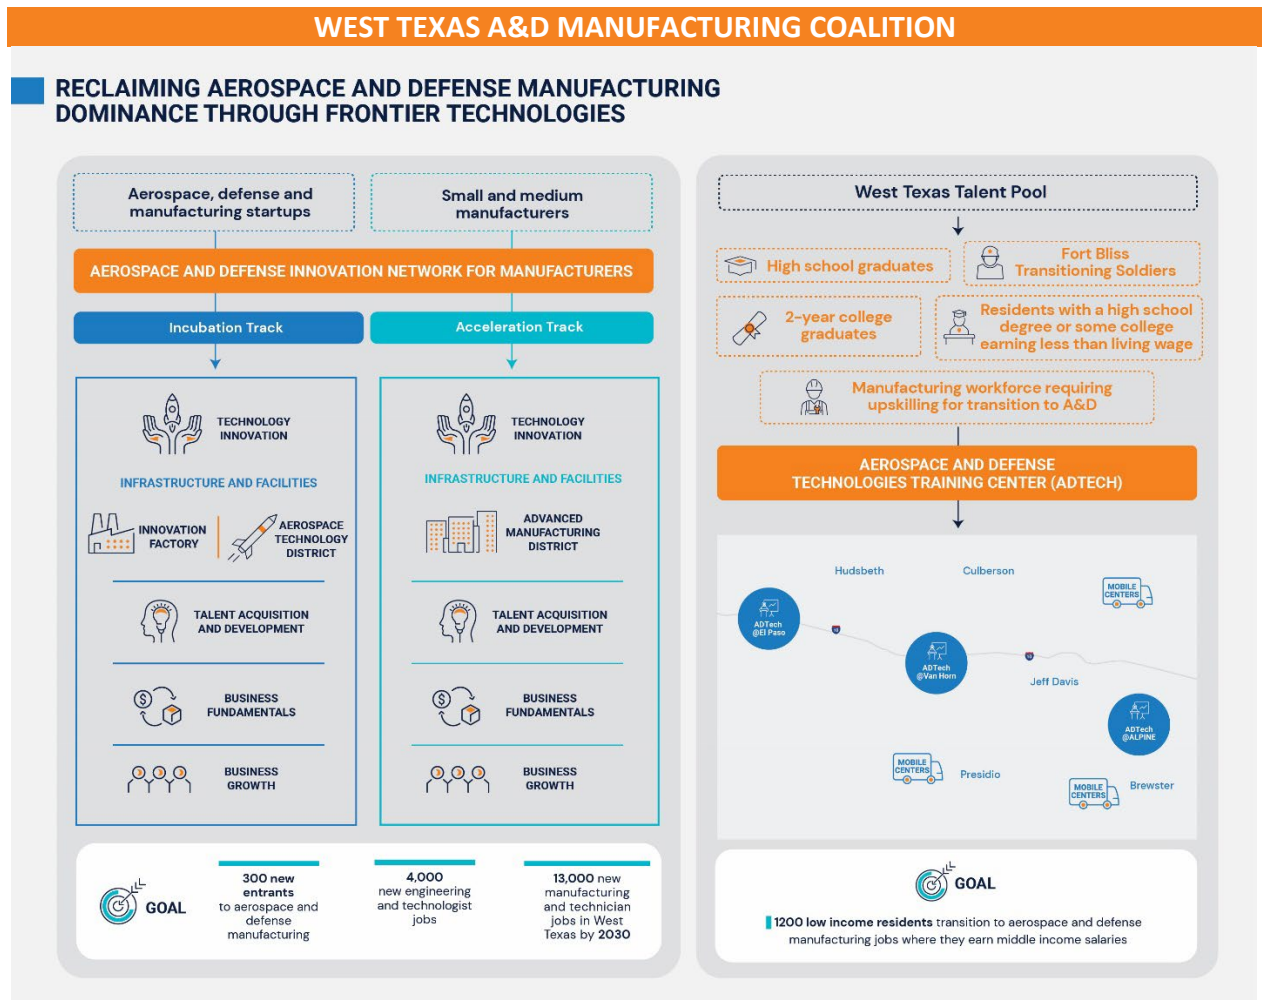 WEST TEXAS A&D MANUFACTURING COALITION
RECLAIMING AEROSPACE AND DEFENSE MANUFACTURING
DOMINANCE THROUGH FRONTIER TECHNOLOGIES
Aerospace, defense and
manufacturing startups
Small and medium
manufacturers
AEROSPACE AND DEFENSE INNOVATION NETWORK FOR MANUFACTURERS
Incubation Track
Acceleration Track
TECHNOLOGY
INNOVATION
INFRASTRUCTURE AND FACILITIES
INNOVATION
FACTORY
AEROSPACE
TECHNOLOGY
DISTRICT
TALENT ACQUISITION
AND DEVELOPMENT
$
BUSINESS
FUNDAMENTALS
BUSINESS
GROWTH
TECHNOLOGY
INNOVATION
INFRASTRUCTURE AND FACILITIES
ADVANCED
MANUFACTURING
DISTRICT
TALENT ACQUISITION
AND DEVELOPMENT
$
BUSINESS
FUNDAMENTALS
BUSINESS
GROWTH
GOAL
300 new
entrants
to aerospace and
defense
manufacturing
4,000
new engineering
and technologist
jobs
13,000 new
manufacturing
and technician
jobs in West
Texas by 2030
West Texas Talent Pool
High school graduates
Fort Bliss
Transitioning Soldiers
2-year college
graduates
Residents with a high school
degree or some college
earning less than living wage
Manufacturing workforce requiring
upskilling for transition to A&D
AEROSPACE AND DEFENSE
TECHNOLOGIES TRAINING CENTER (ADTECH)
Hudsbeth
Culberson
MOBILE
CENTERS
ADTech
@El Paso
ADTech
@Van Horn
Jeff Davis
ADTech
@ALPINE
MOBILE
CENTERS
Presidio
MOBILE
CENTERS
Brewster
GOAL
1200 low income residents transition to aerospace and defense
manufacturing jobs where they earn middle income salaries